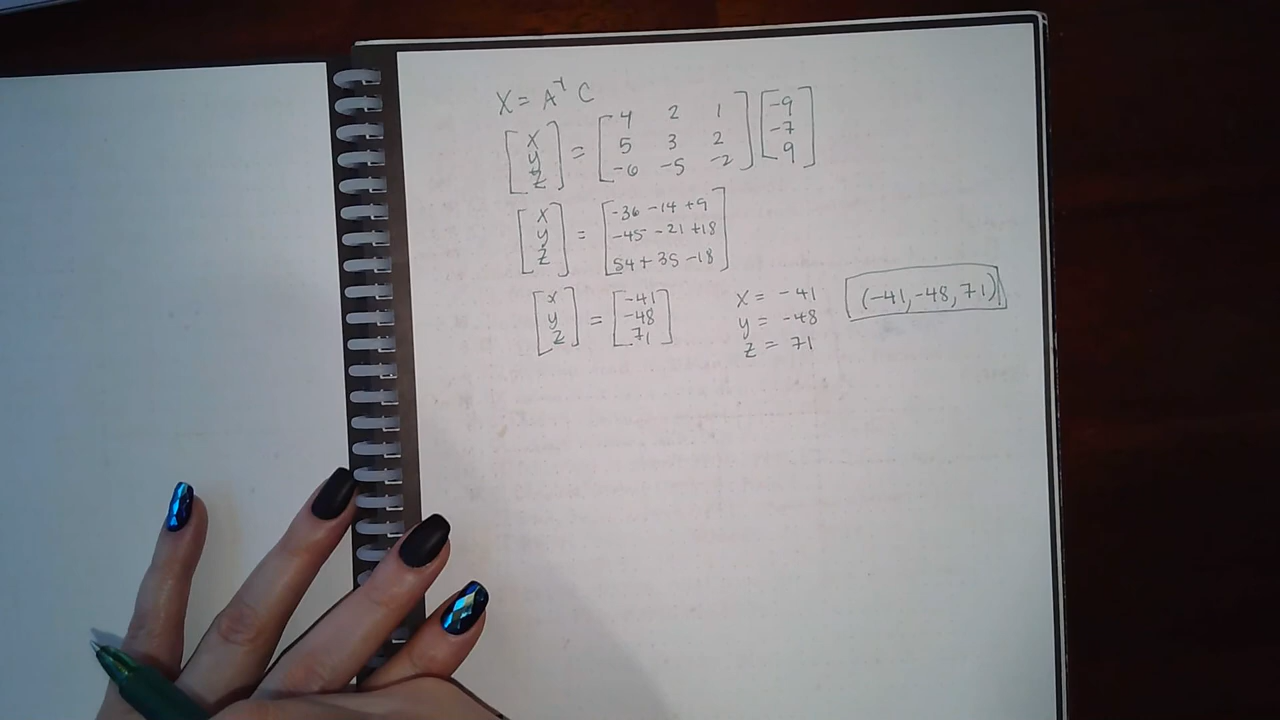 X = A⁻¹ C
[x y z] = [4 2 1 5 3 2 -6 -5 -2] [-9 -7 9]
[x y z] = [-36 -14 +9 -45 -21 +18 54 + 35 -18]
[x y z] = [-41 -48 71]
x = -41
y = -48
z = 71
(-41, -48, 71)